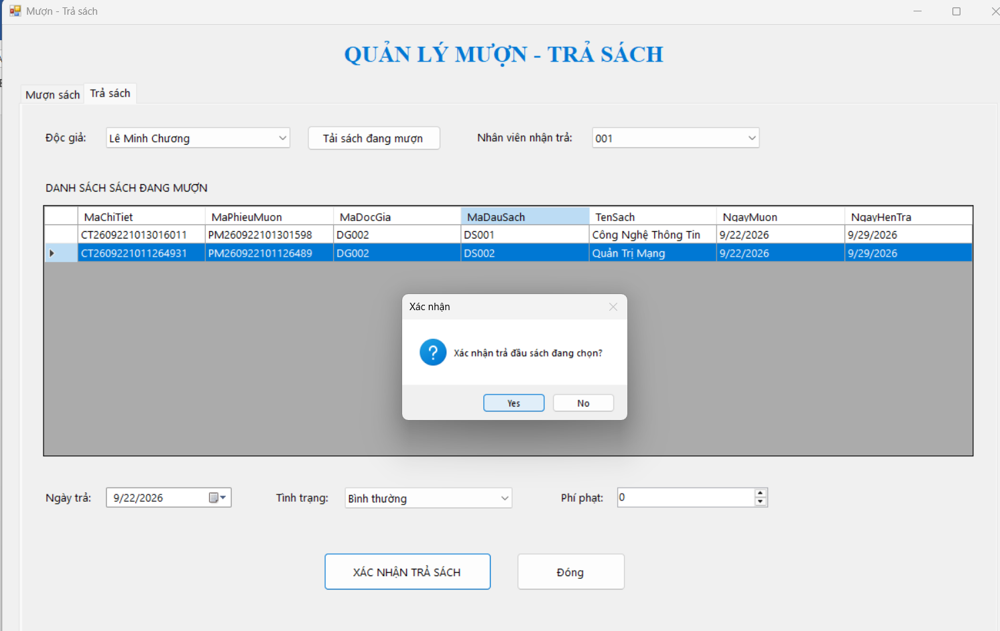 Mượn - Trả sách
QUẢN LÝ MƯỢN - TRẢ SÁCH
Mượn sách Trả sách
Độc giả: Lê Minh Chương Tải sách đang mượn Nhân viên nhận trả: 001
DANH SÁCH SÁCH ĐANG MƯỢN
MaChiTiet MaPhieuMuon MaDocGia MaDauSach TenSach NgayMuon NgayHenTra
CT2609221013016011 PM260922101301598 DG002 DS001 Công Nghệ Thông Tin 9/22/2026 9/29/2026
CT2609221011264931 PM260922101126489 DG002 DS002 Quản Trị Mạng 9/22/2026 9/29/2026
Xác nhận
Xác nhận trả đầu sách đang chọn?
Yes No
Ngày trả: 9/22/2026 Tình trạng: Bình thường Phí phạt: 0
XÁC NHẬN TRẢ SÁCH Đóng